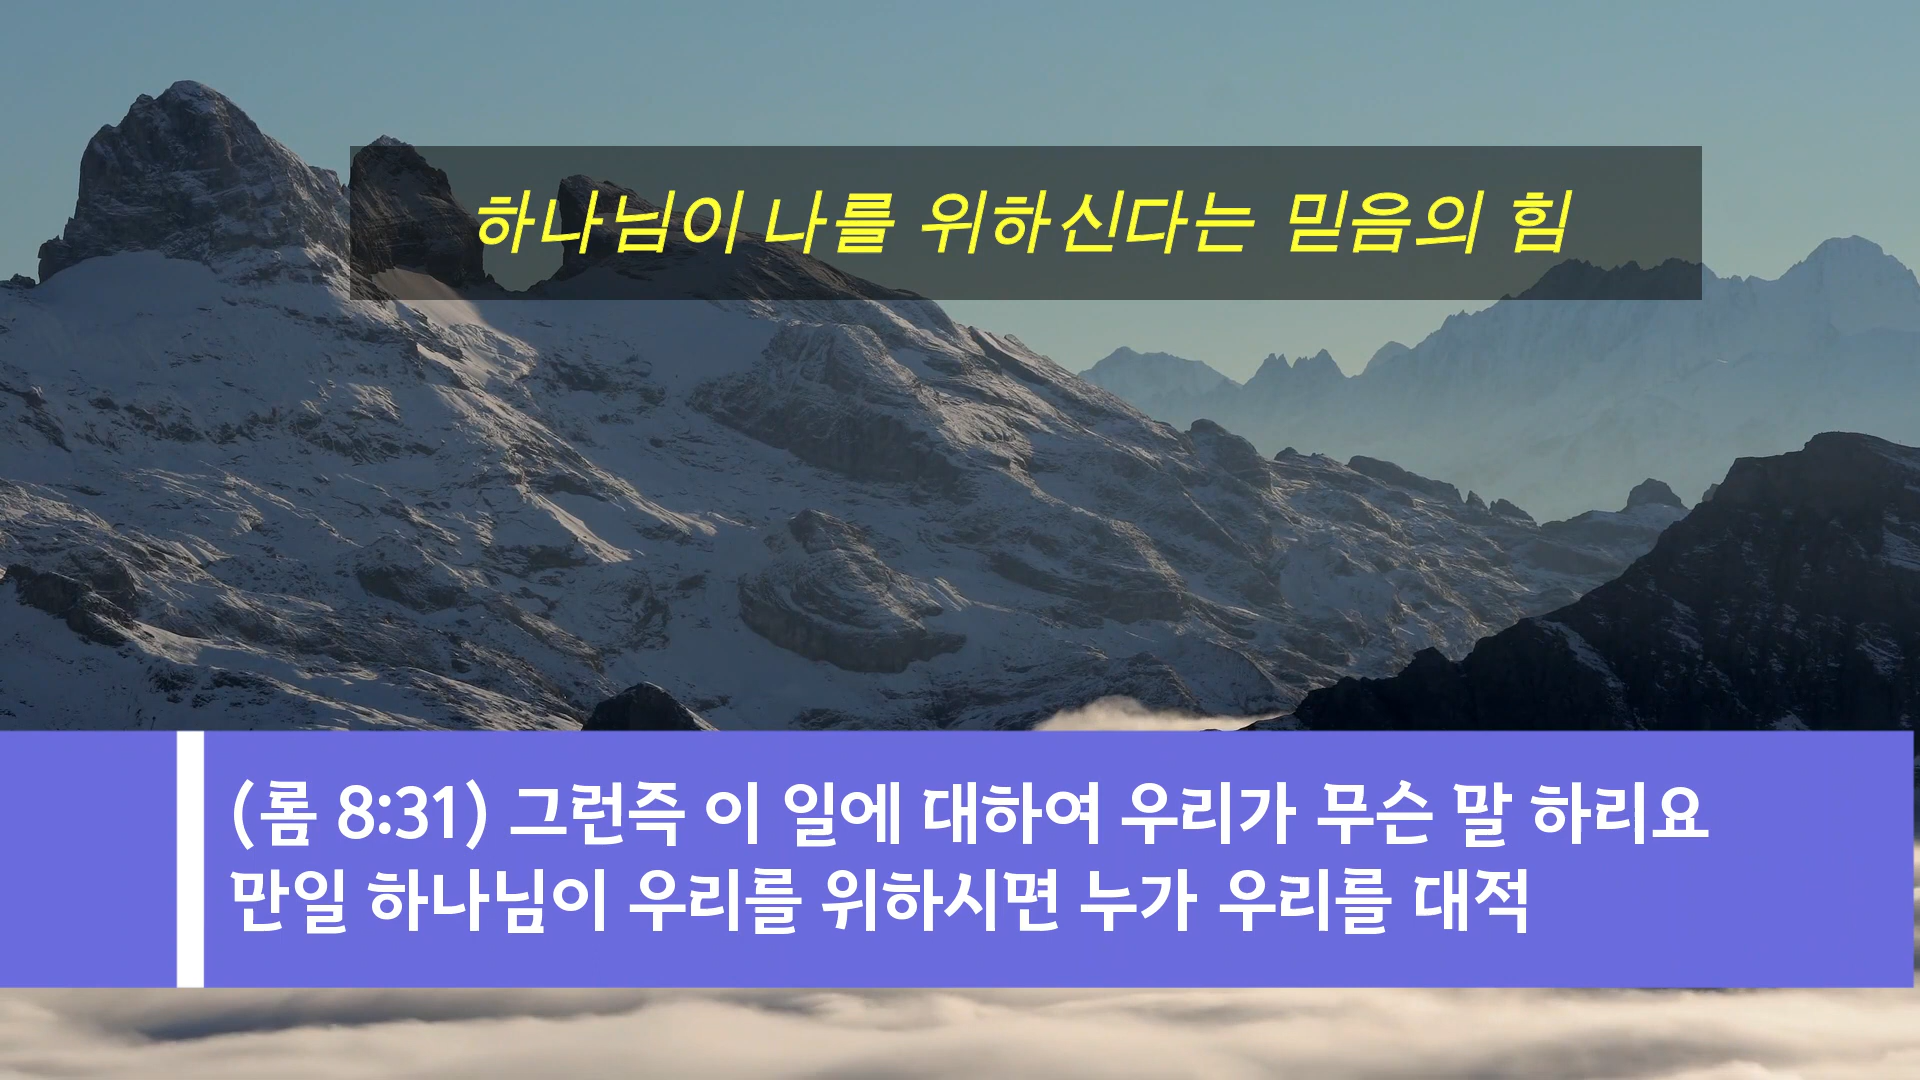 하나님이 나를 위하신다는 믿음의 힘
(롬 8:31) 그런즉 이 일에 대하여 우리가 무슨 말 하리요
만일 하나님이 우리를 위하시면 누가 우리를 대적